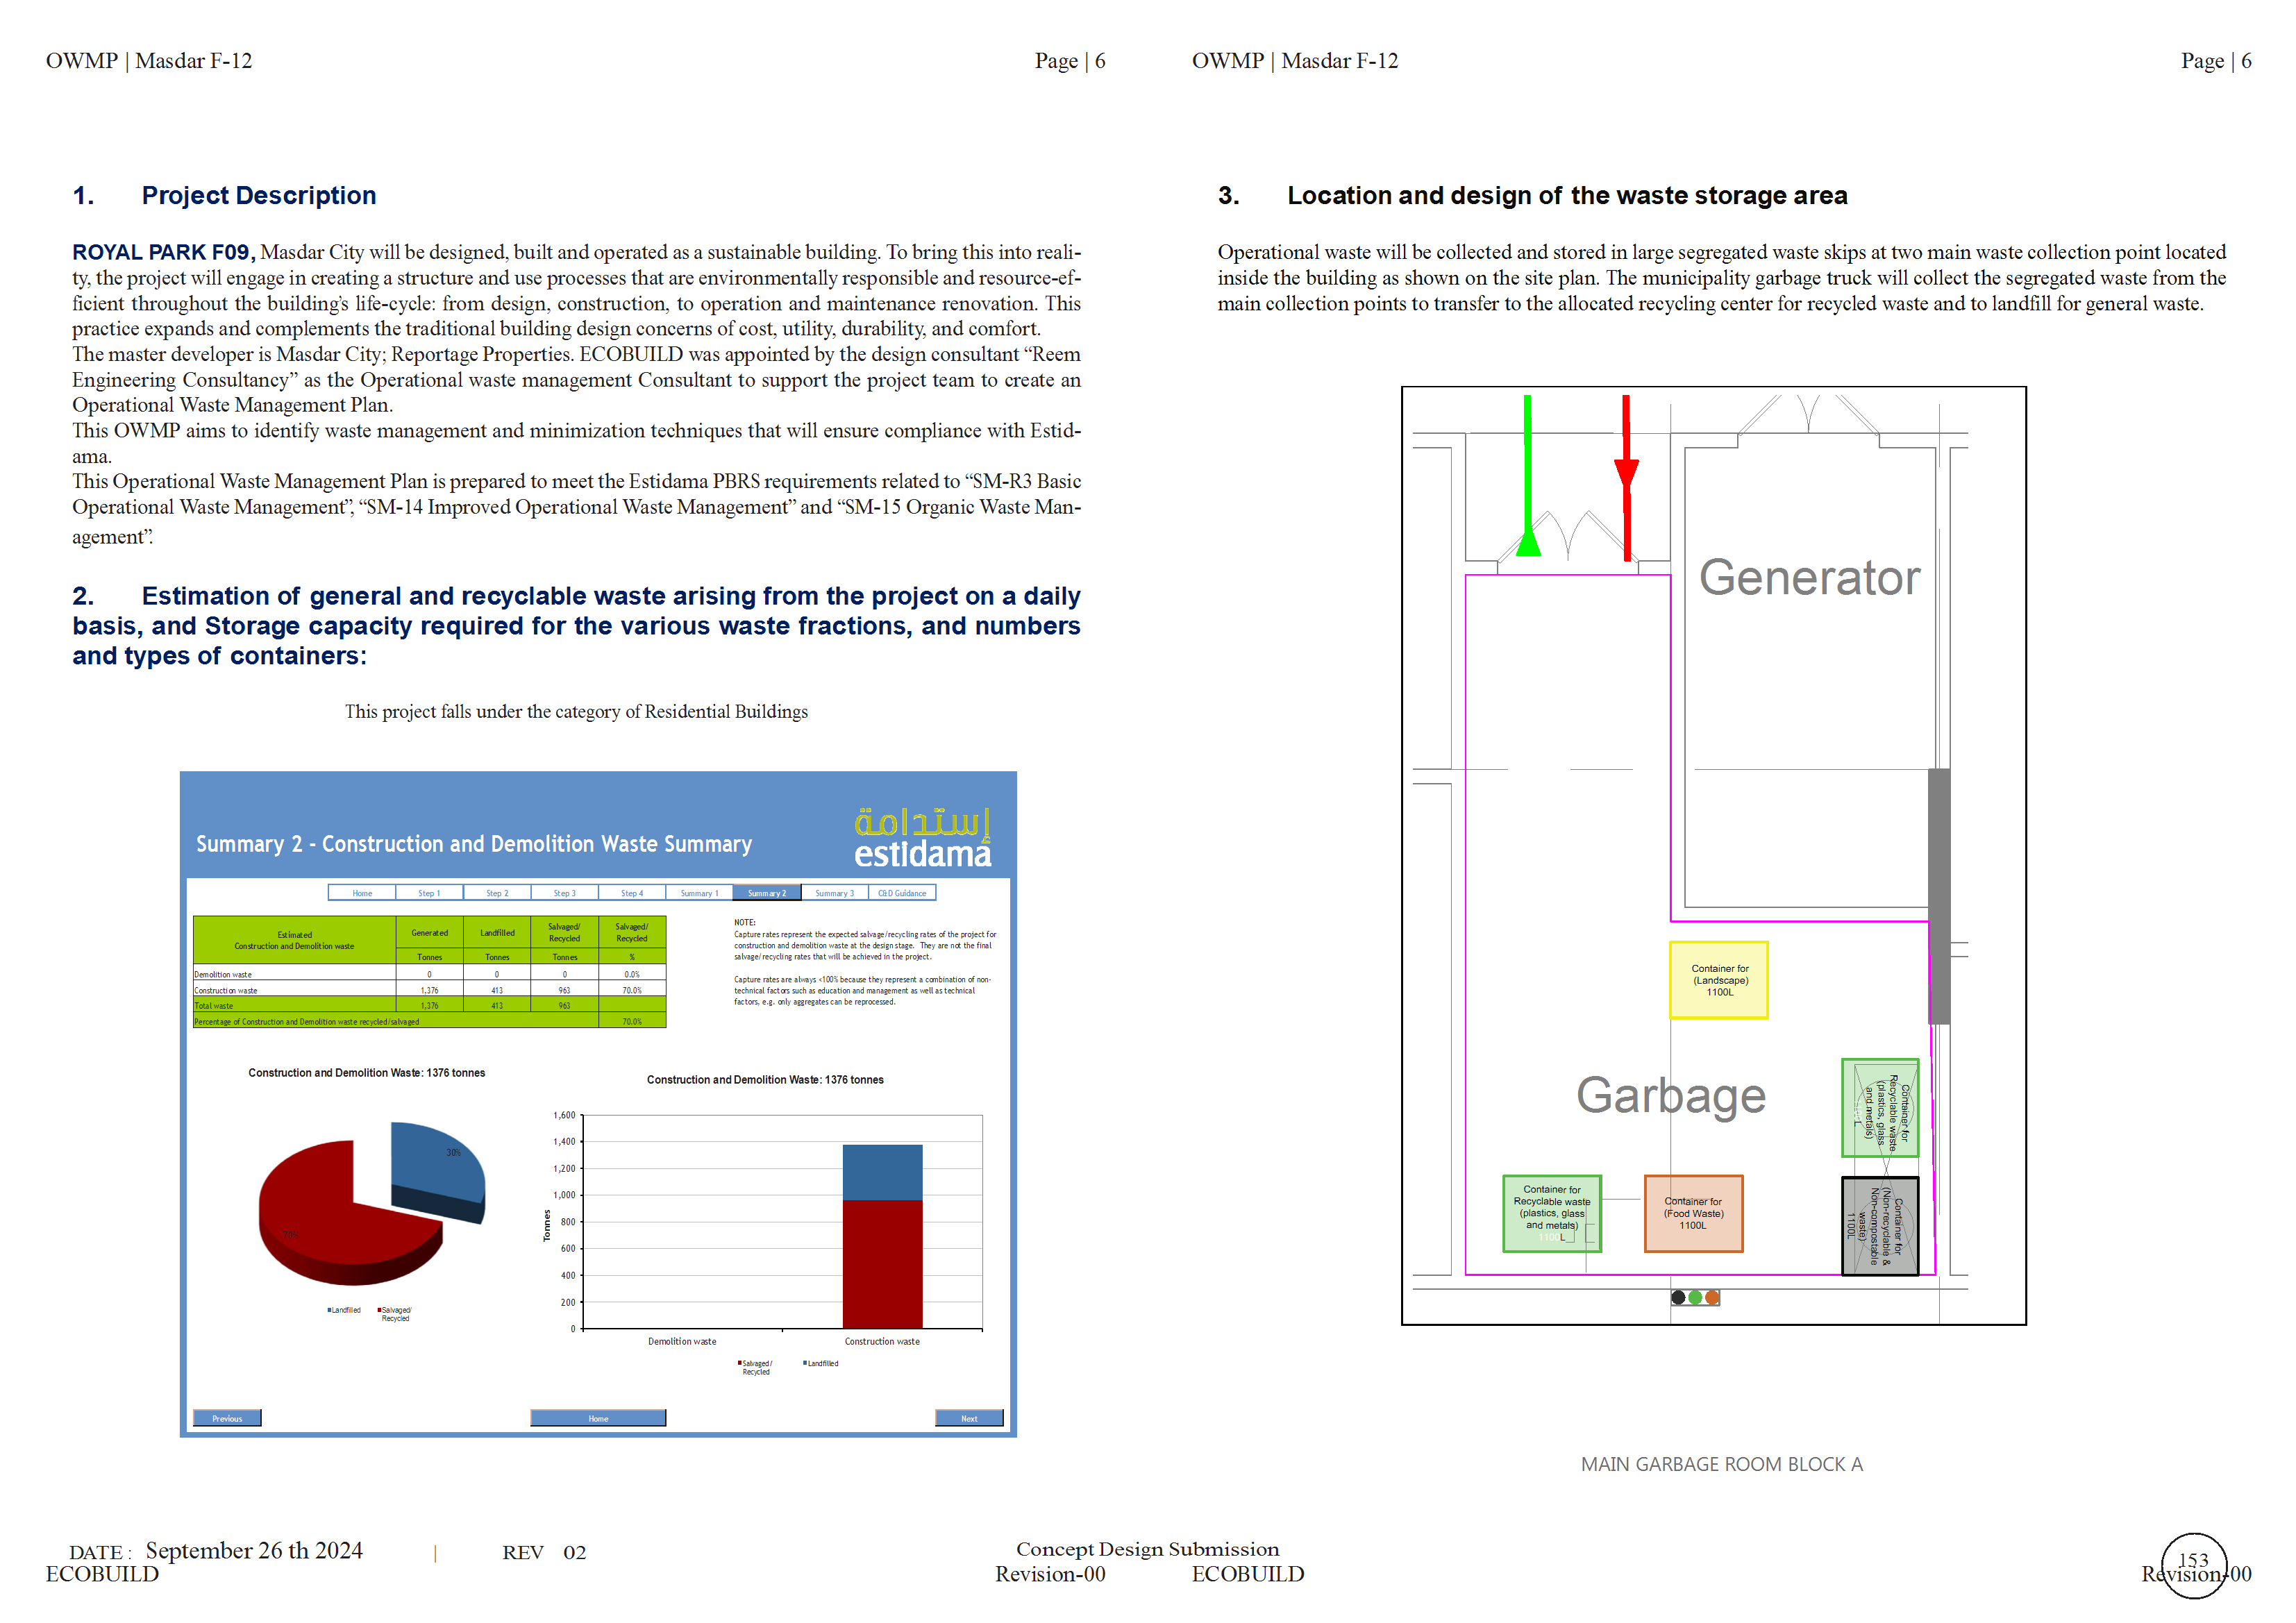 OWMP | Masdar F-12
Page | 6
1. Project Description
ROYAL PARK F09, Masdar City will be designed, built and operated as a sustainable building. To bring this into reali-
ty, the project will engage in creating a structure and use processes that are environmentally responsible and resource-ef-
ficient throughout the building's life-cycle: from design, construction, to operation and maintenance renovation. This
practice expands and complements the traditional building design concerns of cost, utility, durability, and comfort.
The master developer is Masdar City; Reportage Properties. ECOBUILD was appointed by the design consultant “Reem
Engineering Consultancy” as the Operational waste management Consultant to support the project team to create an
Operational Waste Management Plan.
This OWMP aims to identify waste management and minimization techniques that will ensure compliance with Estid-
ama.
This Operational Waste Management Plan is prepared to meet the Estidama PBRS requirements related to “SM-R3 Basic
Operational Waste Management”, “SM-14 Improved Operational Waste Management” and “SM-15 Organic Waste Man-
agement”.
2. Estimation of general and recyclable waste arising from the project on a daily
basis, and Storage capacity required for the various waste fractions, and numbers
and types of containers:
This project falls under the category of Residential Buildings
Summary 2 - Construction and Demolition Waste Summary
إستدامة
estidama
Home Step 1 Step 2 Step 3 Step 4 Summary 1 Summary 2 Summary 3 C&D Guidance
Estimated
Construction and Demolition waste
Generated
Landfilled
Salvaged/
Recycled
Salvaged/
Recycled
Tonnes Tonnes Tonnes %
Demolition waste 0 0 0 0.0%
Construction waste 1,376 413 963 70.0%
Total waste 1,376 413 963
Percentage of Construction and Demolition waste recycled/salvaged 70.0%
NOTE:
Capture rates represent the expected salvage/recycling rates of the project for
construction and demolition waste at the design stage. They are not the final
salvage/recycling rates that will be achieved in the project.
Capture rates are always <100% because they represent a combination of non-
technical factors such as education and management as well as technical
factors, e.g. only aggregates can be reprocessed.
Construction and Demolition Waste: 1376 tonnes
30%
70%
Landfilled
Salvaged/
Recycled
Construction and Demolition Waste: 1376 tonnes
Tonnes
1,600
1,400
1,200
1,000
800
600
400
200
0
Demolition waste
Construction waste
Salvaged/
Recycled
Landfilled
Previous
Home
Next
OWMP | Masdar F-12
Page | 6
3. Location and design of the waste storage area
Operational waste will be collected and stored in large segregated waste skips at two main waste collection point located
inside the building as shown on the site plan. The municipality garbage truck will collect the segregated waste from the
main collection points to transfer to the allocated recycling center for recycled waste and to landfill for general waste.
Generator
Container for
(Landscape)
1100L
Garbage
Container for
Recyclable waste
(plastics, glass
and metals)
1100L
Container for
Recyclable waste
(plastics, glass
and metals)
1100L
Container for
(Food Waste)
1100L
Container for
(Non-recyclable &
Non-compostable
waste)
1100L
MAIN GARBAGE ROOM BLOCK A
DATE : September 26 th 2024 | REV 02
ECOBUILD
Concept Design Submission
Revision-00
ECOBUILD
153
Revision-00